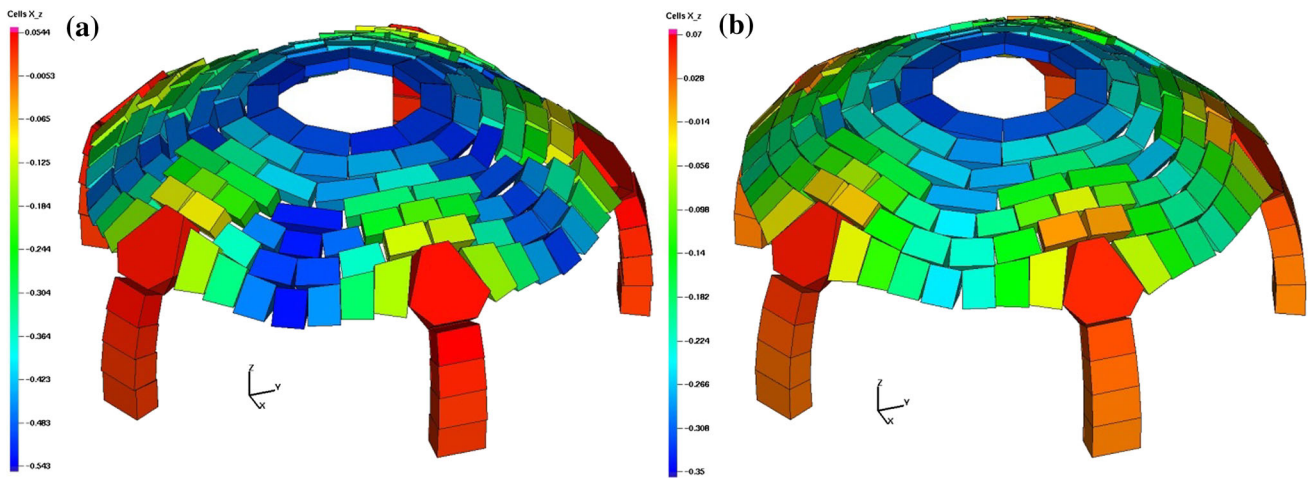 Cells X_z
0.0544
-0.0053
-0.065
-0.125
-0.184
-0.244
-0.304
-0.364
-0.423
-0.483
-0.543
(a)
Z
Y
X
Cells X_z
0.07
0.028
-0.014
-0.056
-0.098
-0.14
-0.182
-0.224
-0.266
-0.308
-0.35
(b)
Z
Y
X